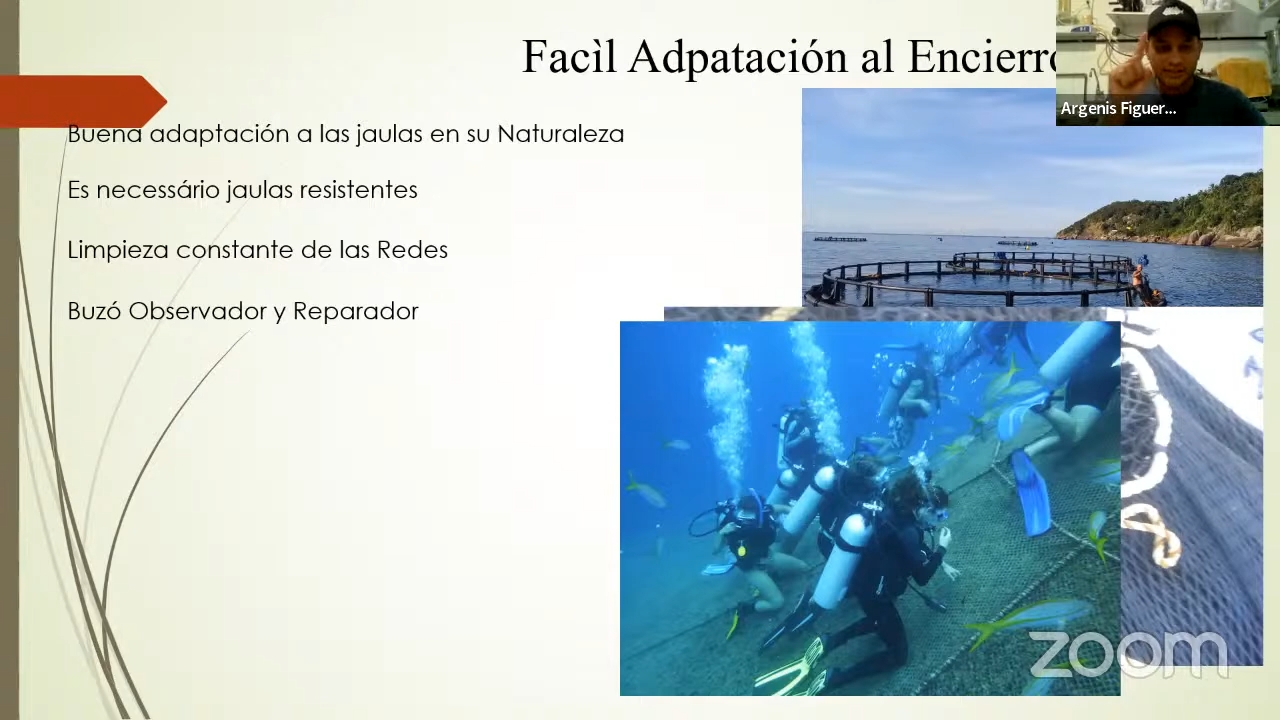 Facìl Adpatación al Encierro
Argenis Figuer...
Buena adaptación a las jaulas en su Naturaleza
Es necessário jaulas resistentes
Limpieza constante de las Redes
Buzó Observador y Reparador
zoom